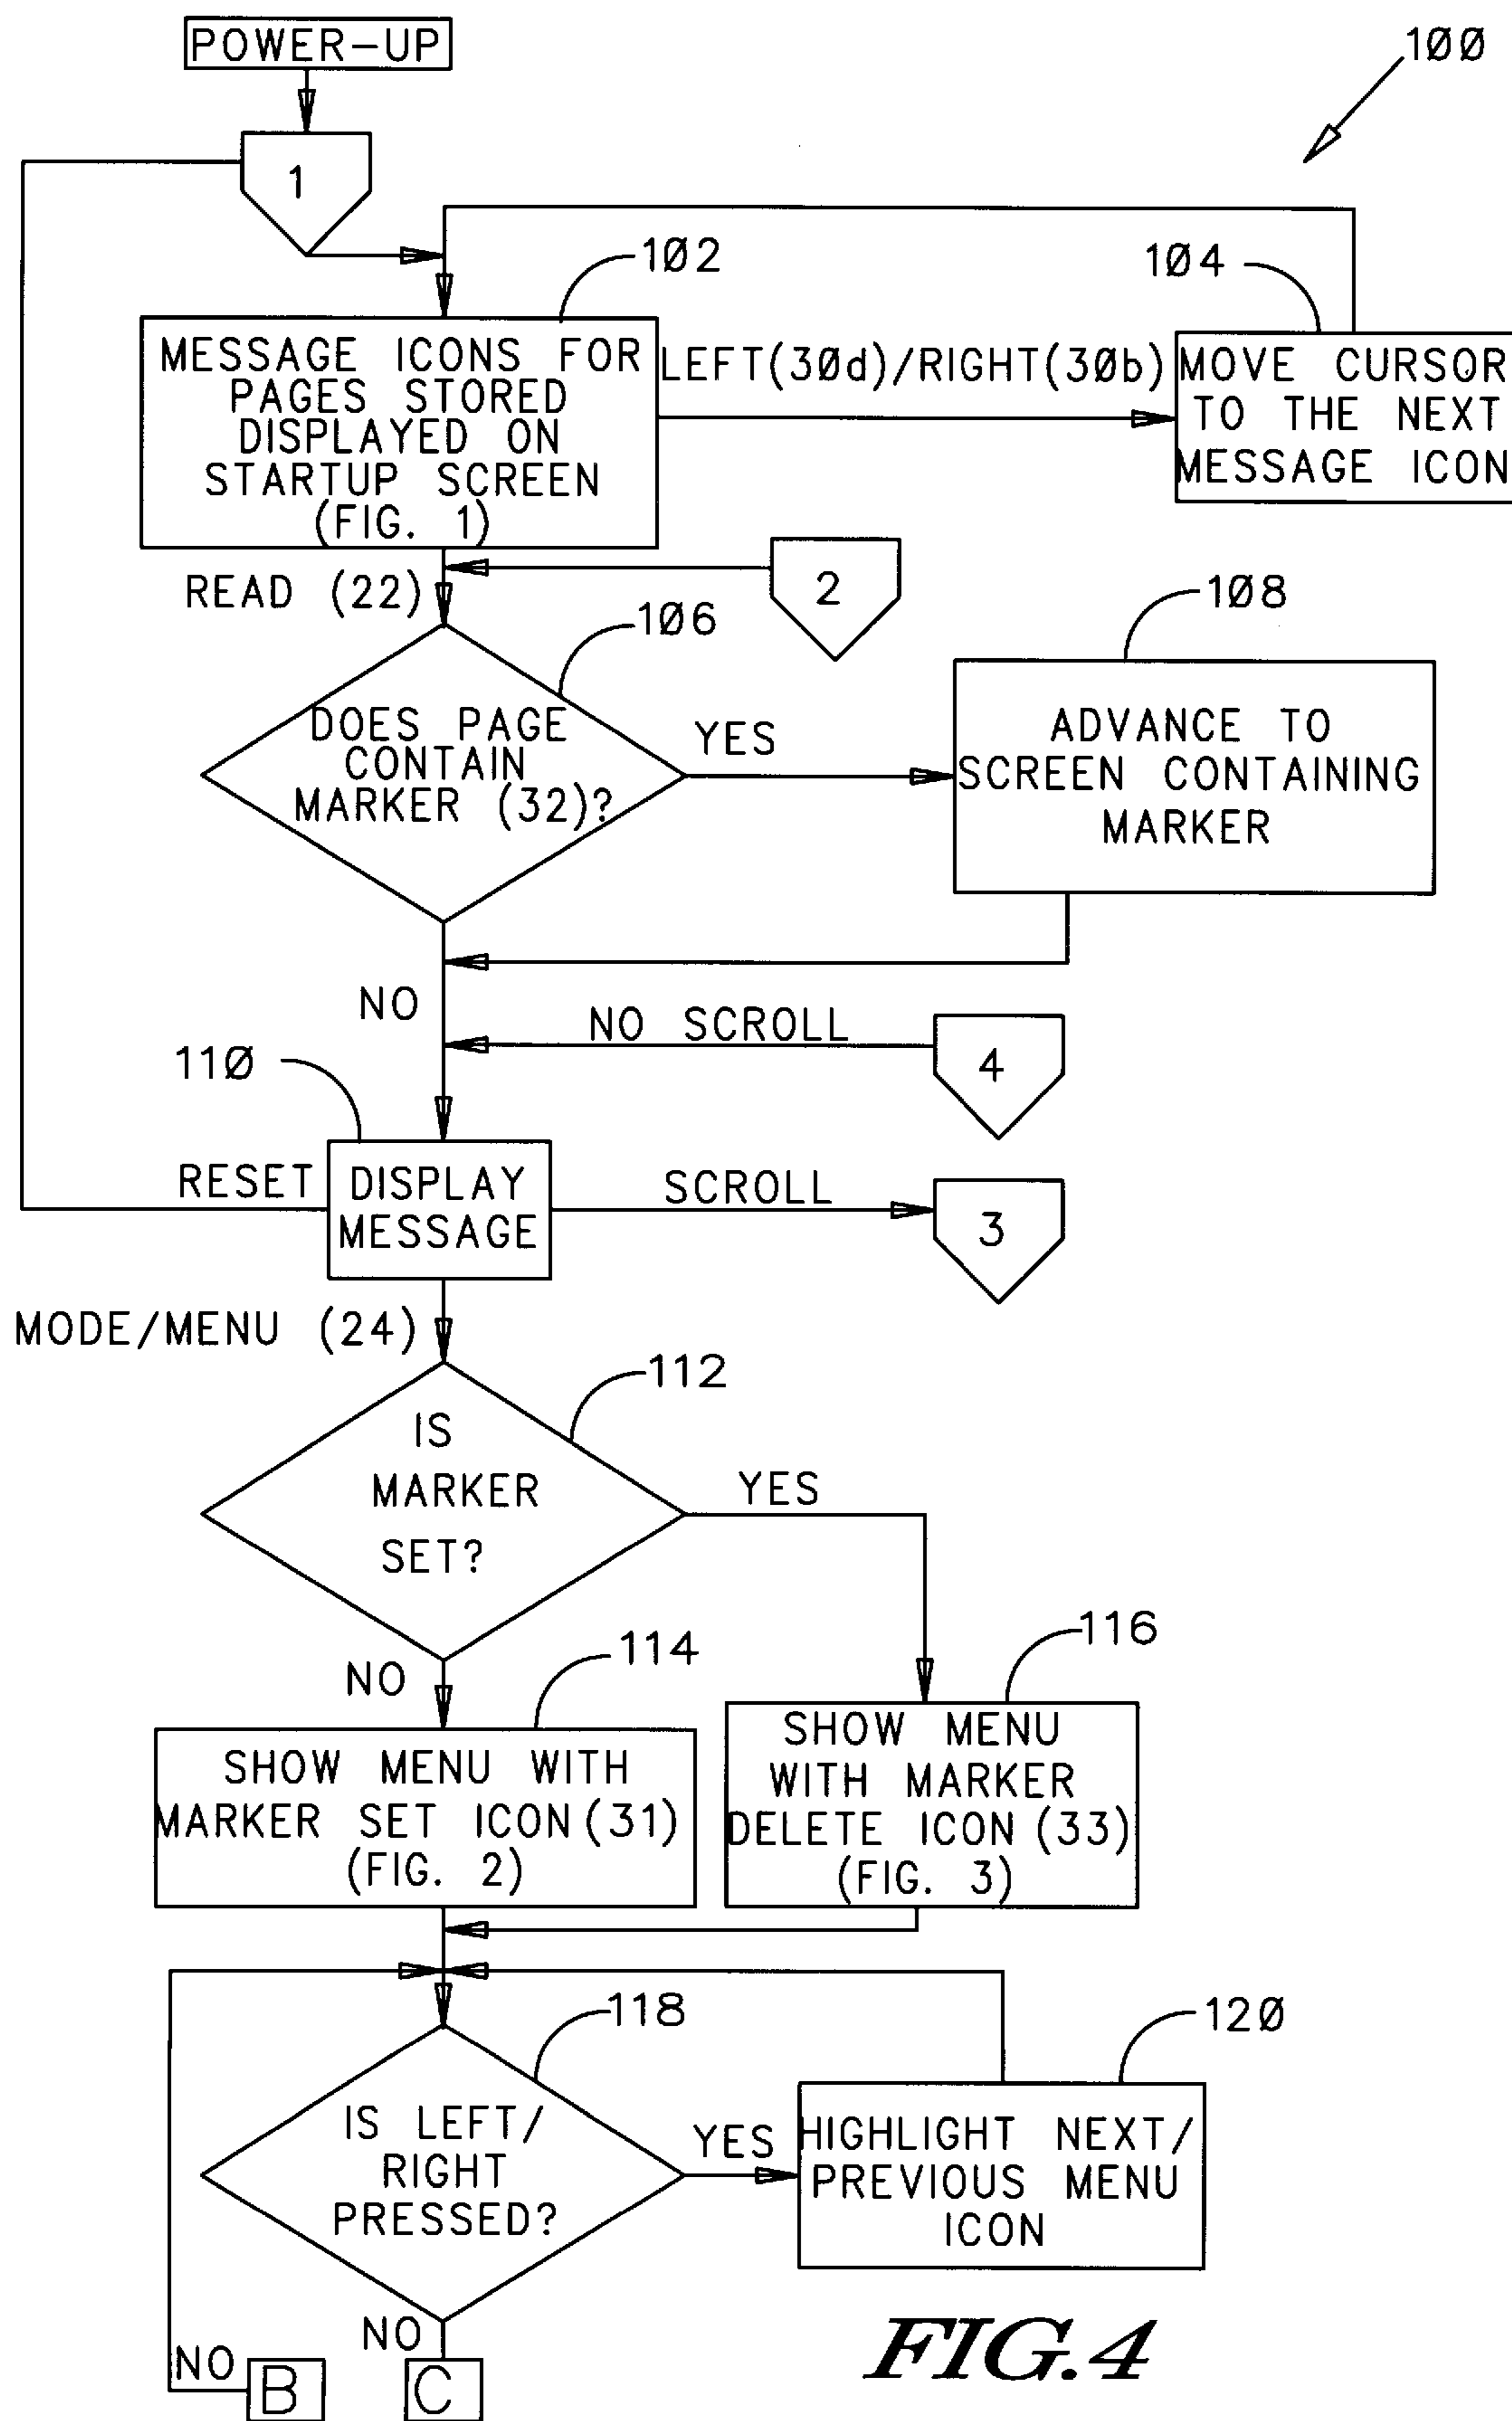 POWER-UP
100
1
102
104
MESSAGE ICONS FOR
PAGES STORED
DISPLAYED ON
STARTUP SCREEN
(FIG. 1)
LEFT(30d)/RIGHT(30b)
MOVE CURSOR
TO THE NEXT
MESSAGE ICON
READ (22)
2
106
108
DOES PAGE
CONTAIN
MARKER (32)?
YES
ADVANCE TO
SCREEN CONTAINING
MARKER
NO
NO SCROLL
4
110
RESET
DISPLAY
MESSAGE
SCROLL
3
MODE/MENU (24)
112
IS
MARKER
SET?
YES
NO
114
116
SHOW MENU WITH
MARKER SET ICON (31)
(FIG. 2)
SHOW MENU
WITH MARKER
DELETE ICON (33)
(FIG. 3)
118
120
IS LEFT/
RIGHT
PRESSED?
YES
HIGHLIGHT NEXT/
PREVIOUS MENU
ICON
NO
NO
B
C
FIG.4